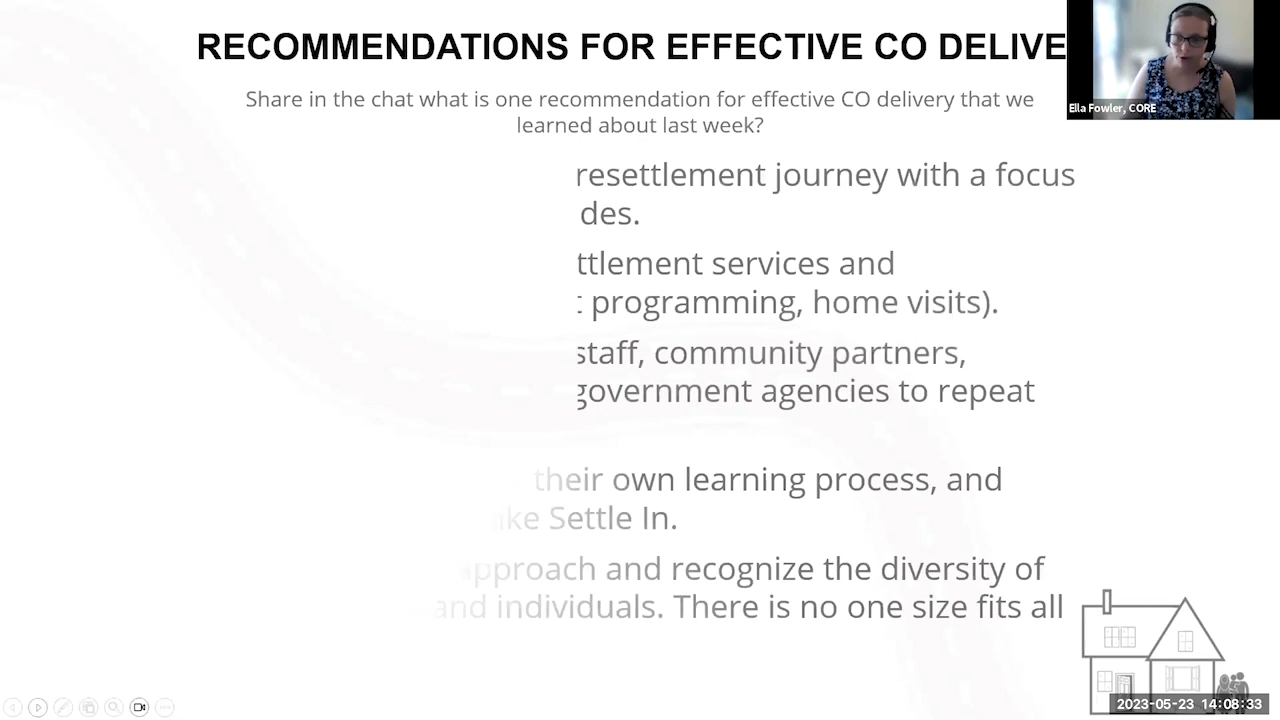 RECOMMENDATIONS FOR EFFECTIVE CO DELIVE
Ella Fowler, CORE
Share in the chat what is one recommendation for effective CO delivery that we
learned about last week?
resettlement journey with a focus
des.
ttlement services and
programming, home visits).
staff, community partners,
government agencies to repeat
their own learning process, and
ike Settle In.
approach and recognize the diversity of
and individuals. There is no one size fits all
2023-05-23 14:08:33